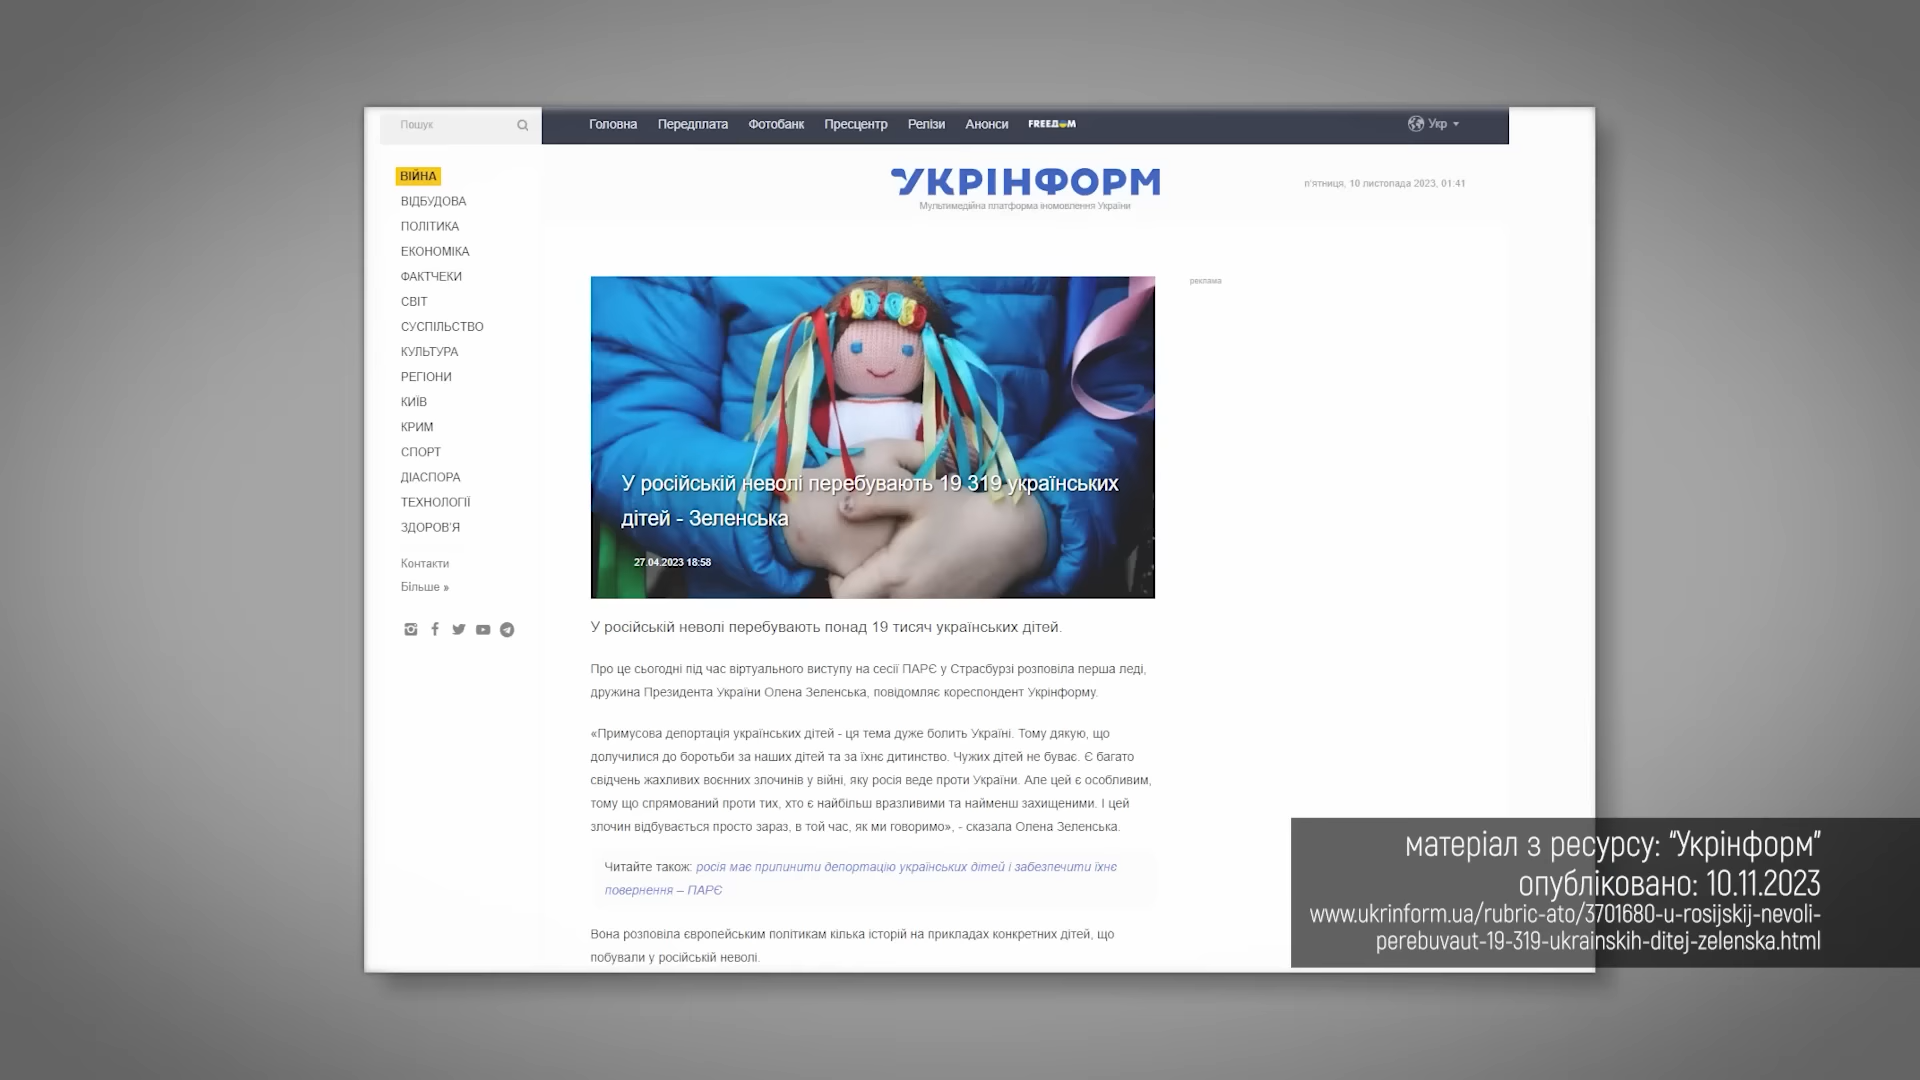 Пошук
Головна Передплата Фотобанк Пресцентр Релізи Анонси FREEДОМ Укр
ВІЙНА
ВІДБУДОВА
ПОЛІТИКА
ЕКОНОМІКА
ФАКТЧЕКИ
СВІТ
СУСПІЛЬСТВО
КУЛЬТУРА
РЕГІОНИ
КИЇВ
КРИМ
СПОРТ
ДІАСПОРА
ТЕХНОЛОГІЇ
ЗДОРОВ'Я
Контакти
Більше »
УКРІНФОРМ
Мультимедійна платформа іномовлення України
п'ятниця, 10 листопада 2023, 01:41
реклама
У російській неволі перебувають 19 319 українських
дітей - Зеленська
27.04.2023 18:58
У російській неволі перебувають понад 19 тисяч українських дітей.
Про це сьогодні під час віртуального виступу на сесії ПАРЄ у Страсбурзі розповіла перша леді,
дружина Президента України Олена Зеленська, повідомляє кореспондент Укрінформу.
«Примусова депортація українських дітей - ця тема дуже болить Україні. Тому дякую, що
долучилися до боротьби за наших дітей та за їхнє дитинство. Чужих дітей не буває. Є багато
свідчень жахливих воєнних злочинів у війні, яку росія веде проти України. Але цей є особливим,
тому що спрямований проти тих, хто є найбільш вразливими та найменш захищеними. І цей
злочин відбувається просто зараз, в той час, як ми говоримо», - сказала Олена Зеленська.
Читайте також: росія має припинити депортацію українських дітей і забезпечити їхнє
повернення – ПАРЄ
Вона розповіла європейським політикам кілька історій на прикладах конкретних дітей, що
побували у російській неволі.
матеріал з ресурсу: “Укрінформ”
опубліковано: 10.11.2023
www.ukrinform.ua/rubric-ato/3701680-u-rosijskij-nevoli-
perebuvaut-19-319-ukrainskih-ditej-zelenska.html